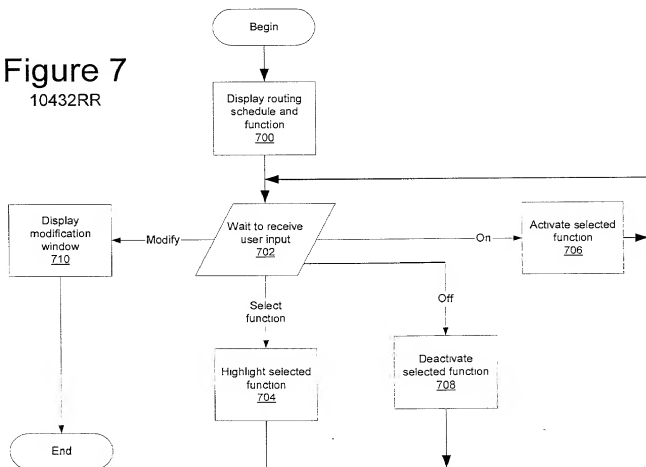 Begin
Figure 7
10432RR
Display routing
schedule and
function
700
Display
modification
window
710
Modify
Wait to receive
user input
702
On
Activate selected
function
706
Select
function
Off
Highlight selected
function
704
Deactivate
selected function
708
End